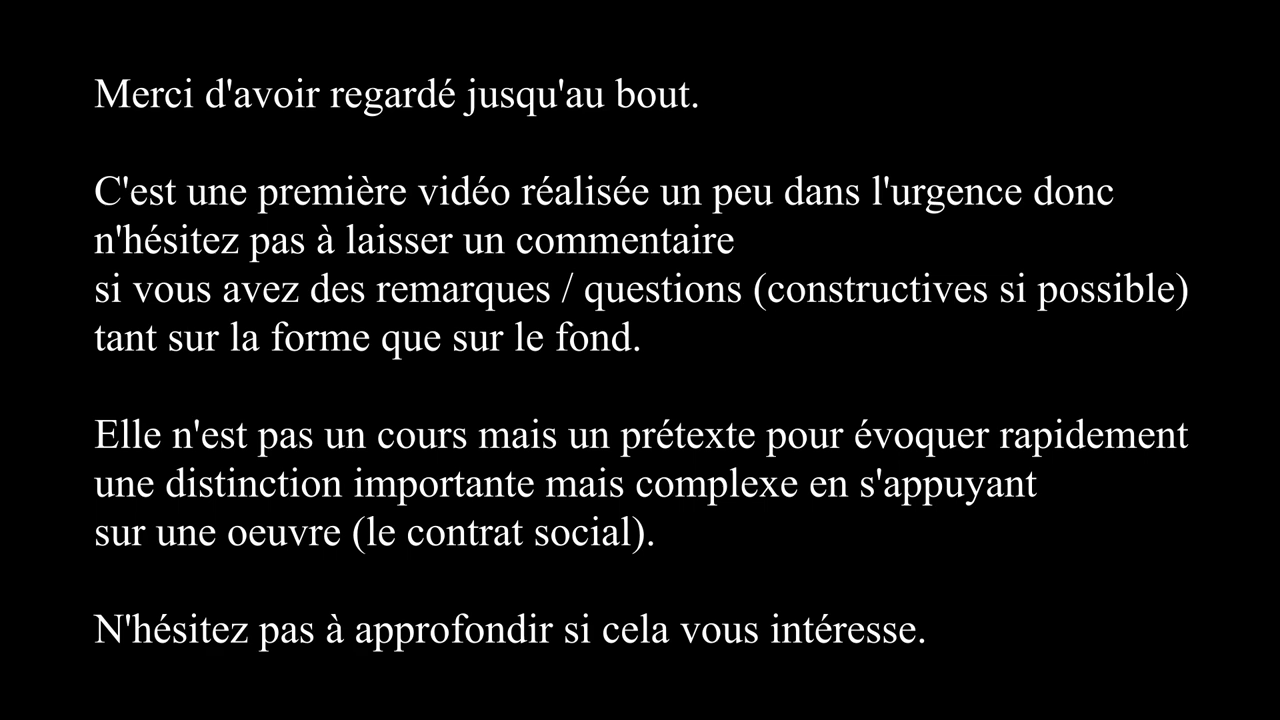 Merci d'avoir regardé jusqu'au bout.
C'est une première vidéo réalisée un peu dans l'urgence donc
n'hésitez pas à laisser un commentaire
si vous avez des remarques / questions (constructives si possible)
tant sur la forme que sur le fond.
Elle n'est pas un cours mais un prétexte pour évoquer rapidement
une distinction importante mais complexe en s'appuyant
sur une oeuvre (le contrat social).
N'hésitez pas à approfondir si cela vous intéresse.